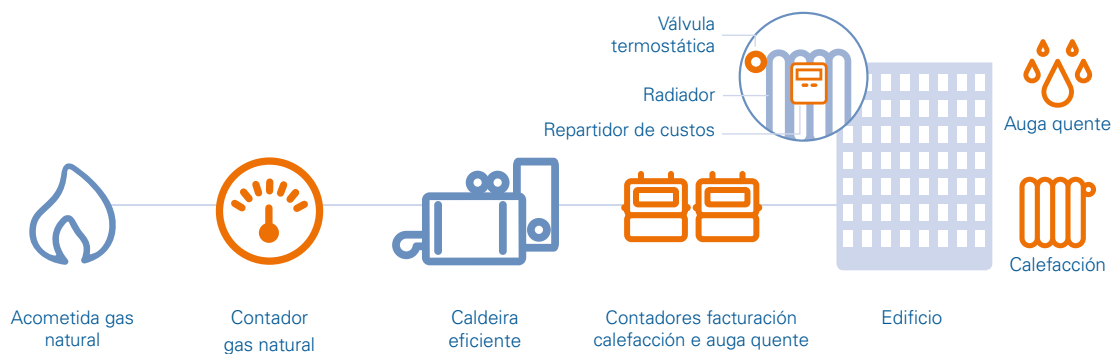 Válvula
termostática
Radiador
Repartidor de custos
Auga quente
Calefacción
Acometida gas
natural
Contador
gas natural
Caldeira
eficiente
Contadores facturación
calefacción e auga quente
Edificio